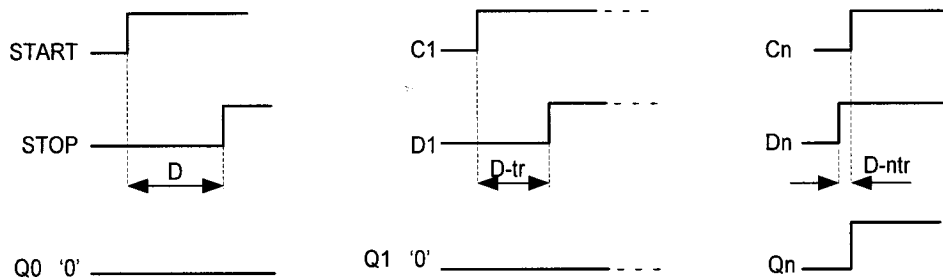 START
STOP
D
Q0 '0'
C1
D1
D-tr
Q1 '0'
Cn
Dn
D-ntr
Qn